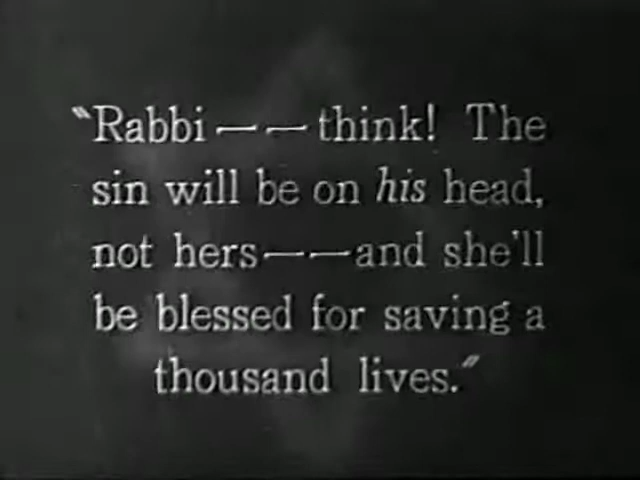 "Rabbi — — think! The
sin will be on his head,
not hers — — and she'll
be blessed for saving a
thousand lives."